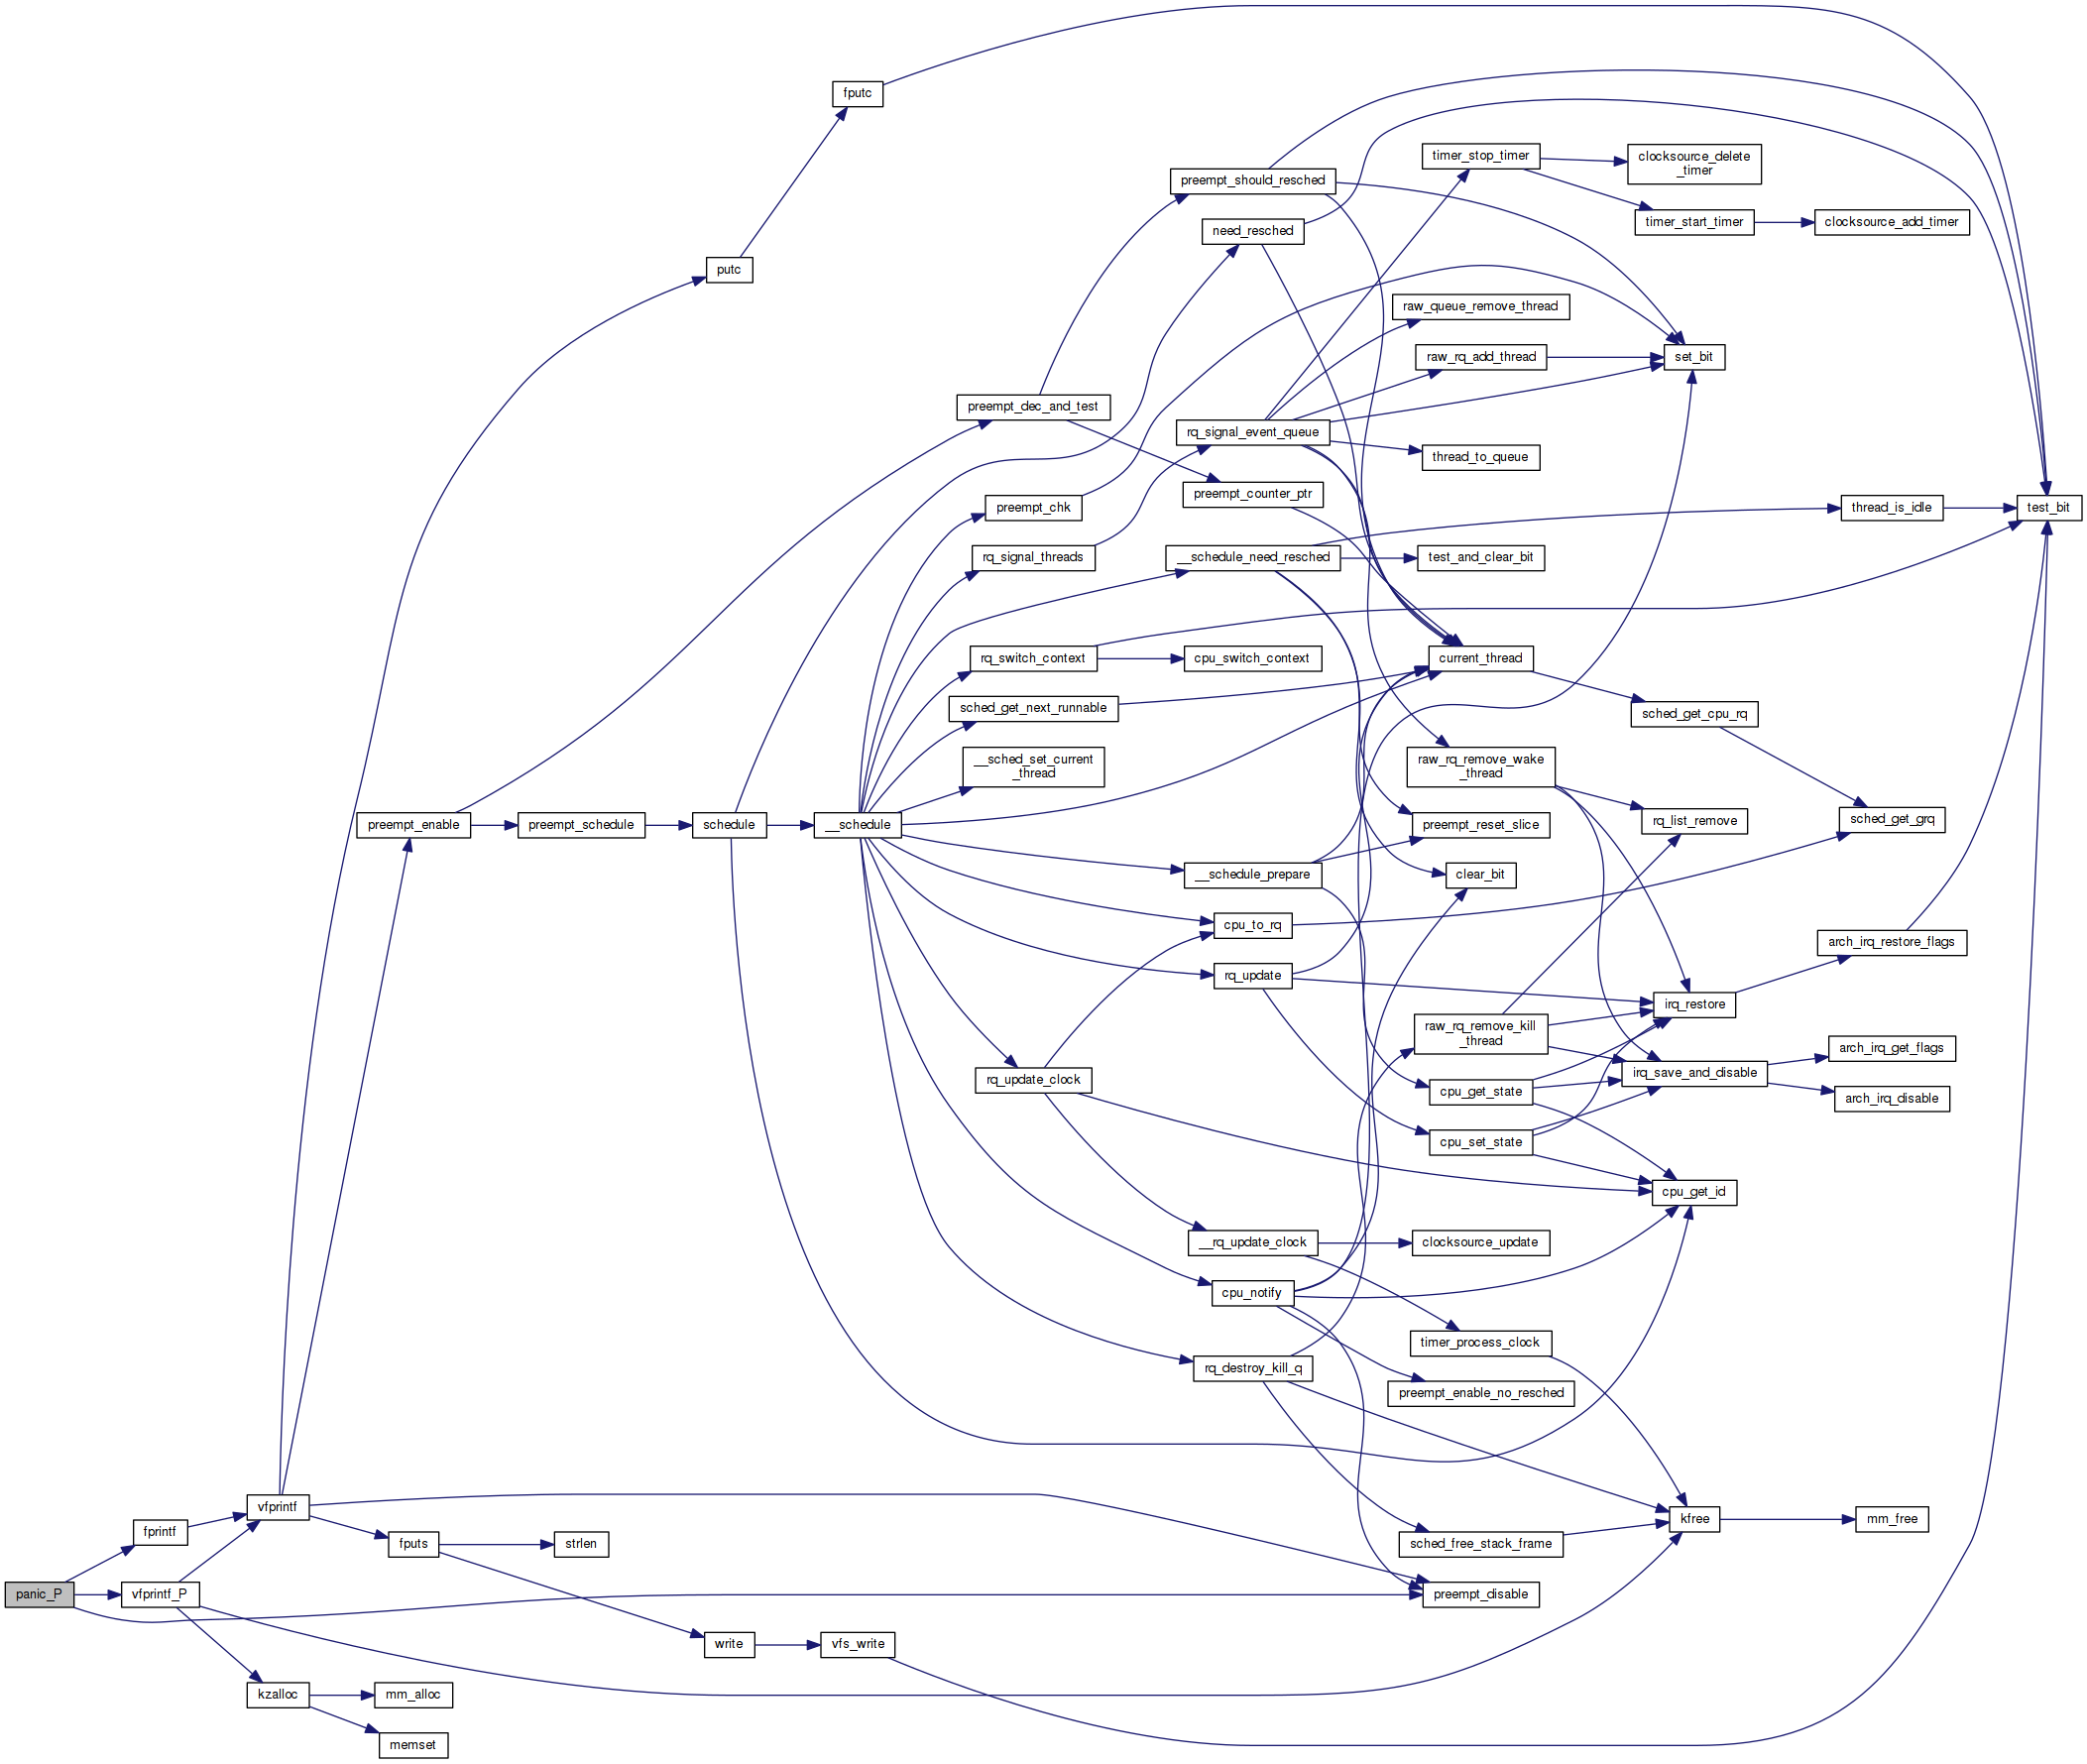 fputc
timer_stop_timer
clocksource_delete
_timer
preempt_should_resched
timer_start_timer
clocksource_add_timer
need_resched
putc
raw_queue_remove_thread
raw_rq_add_thread
set_bit
preempt_dec_and_test
rq_signal_event_queue
thread_to_queue
preempt_counter_ptr
preempt_chk
thread_is_idle
test_bit
rq_signal_threads
__schedule_need_resched
test_and_clear_bit
rq_switch_context
cpu_switch_context
current_thread
sched_get_next_runnable
sched_get_cpu_rq
__sched_set_current
_thread
raw_rq_remove_wake
_thread
preempt_enable
preempt_schedule
schedule
__schedule
preempt_reset_slice
rq_list_remove
sched_get_grq
__schedule_prepare
clear_bit
cpu_to_rq
arch_irq_restore_flags
rq_update
irq_restore
raw_rq_remove_kill
_thread
arch_irq_get_flags
rq_update_clock
irq_save_and_disable
cpu_get_state
arch_irq_disable
cpu_set_state
cpu_get_id
__rq_update_clock
clocksource_update
cpu_notify
timer_process_clock
rq_destroy_kill_q
preempt_enable_no_resched
vfprintf
kfree
mm_free
fprintf
fputs
strlen
sched_free_stack_frame
panic_P
vfprintf_P
preempt_disable
write
vfs_write
kzalloc
mm_alloc
memset